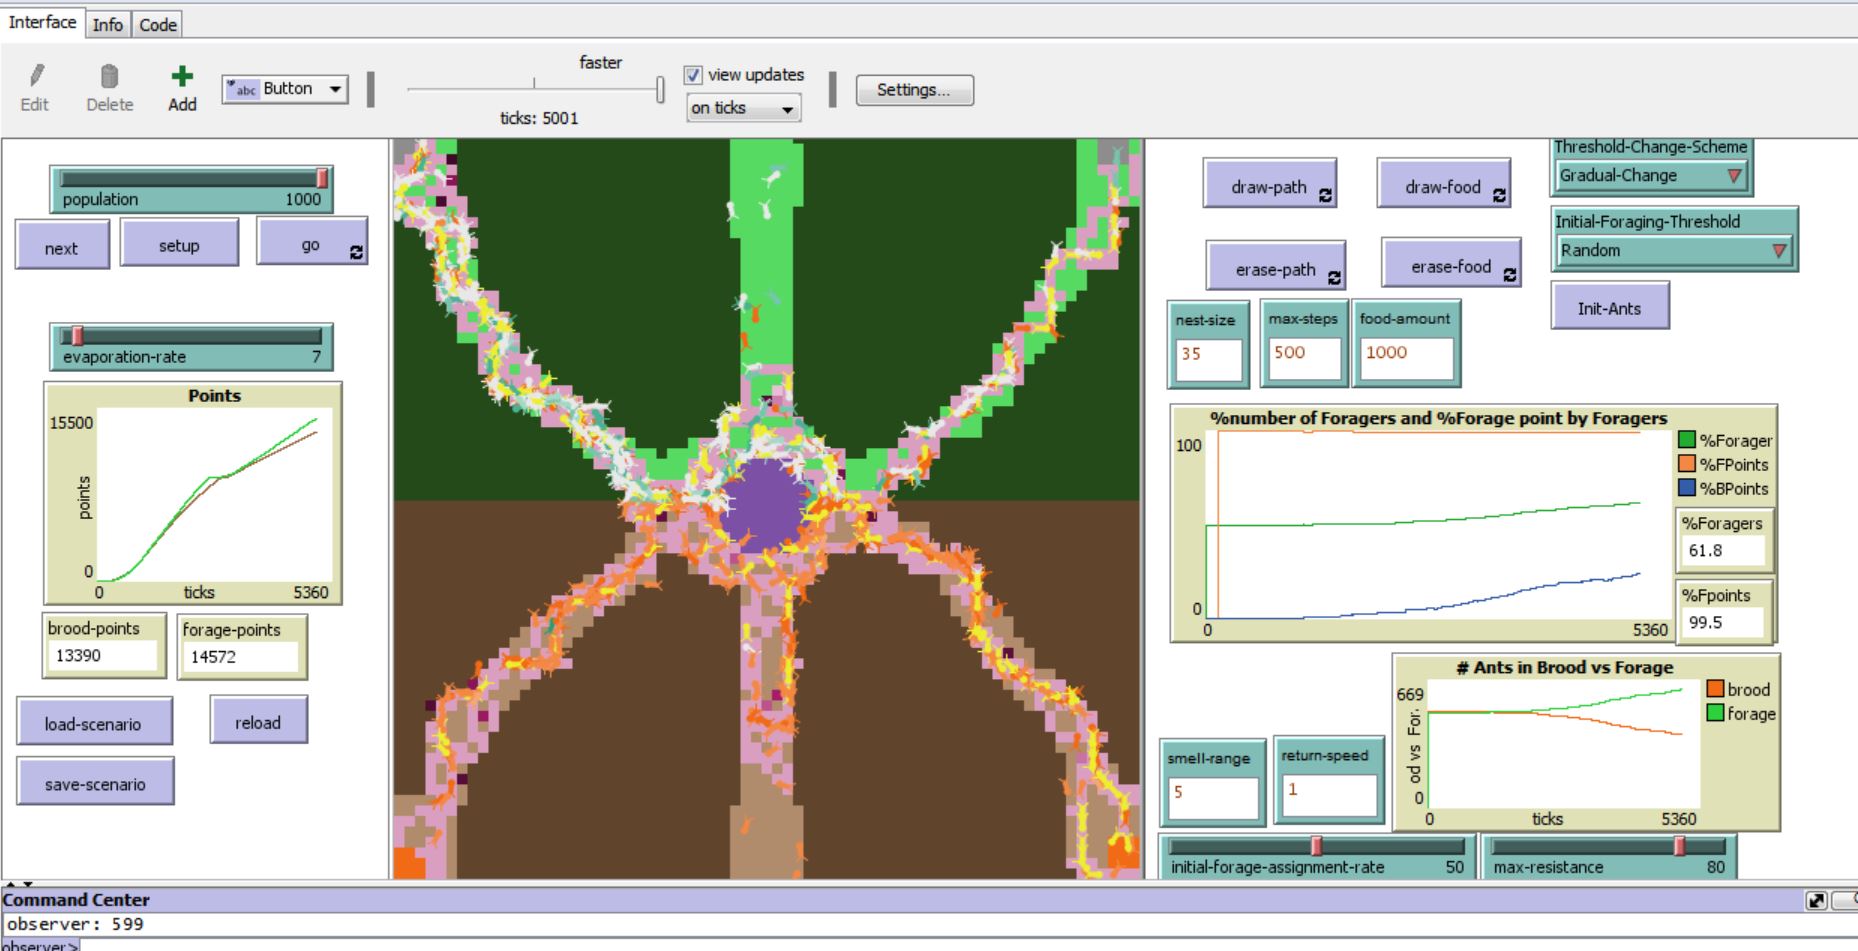 Interface Info Code
Edit Delete Add abc Button faster view updates Settings...
ticks: 5001 on ticks
population 1000
next setup go
evaporation-rate 7
Points
15500
points
0
0 ticks 5360
brood-points
13390
forage-points
14572
load-scenario reload
save-scenario
draw-path draw-food
erase-path erase-food
Threshold-Change-Scheme
Gradual-Change
Initial-Foraging-Threshold
Random
Init-Ants
nest-size
35
max-steps
500
food-amount
1000
%number of Foragers and %Forage point by Foragers
100
0
0 5360
%Forager
%FPoints
%BPoints
%Foragers
61.8
%Fpoints
99.5
# Ants in Brood vs Forage
669
od vs For.
0
0 ticks 5360
brood
forage
smell-range
5
return-speed
1
initial-forage-assignment-rate 50
max-resistance 80
Command Center
observer: 599
observer>